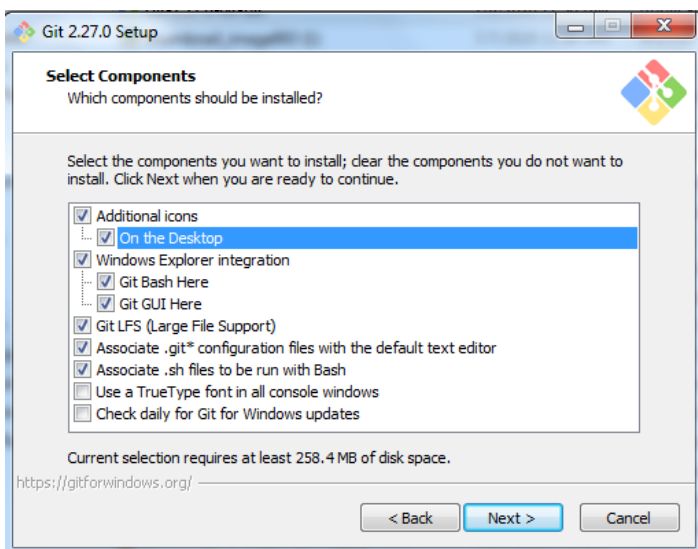 Git 2.27.0 Setup
Select Components
Which components should be installed?
Select the components you want to install; clear the components you do not want to
install. Click Next when you are ready to continue.
Additional icons
On the Desktop
Windows Explorer integration
Git Bash Here
Git GUI Here
Git LFS (Large File Support)
Associate .git* configuration files with the default text editor
Associate .sh files to be run with Bash
Use a TrueType font in all console windows
Check daily for Git for Windows updates
Current selection requires at least 258.4 MB of disk space.
https://gitforwindows.org/
< Back Next > Cancel